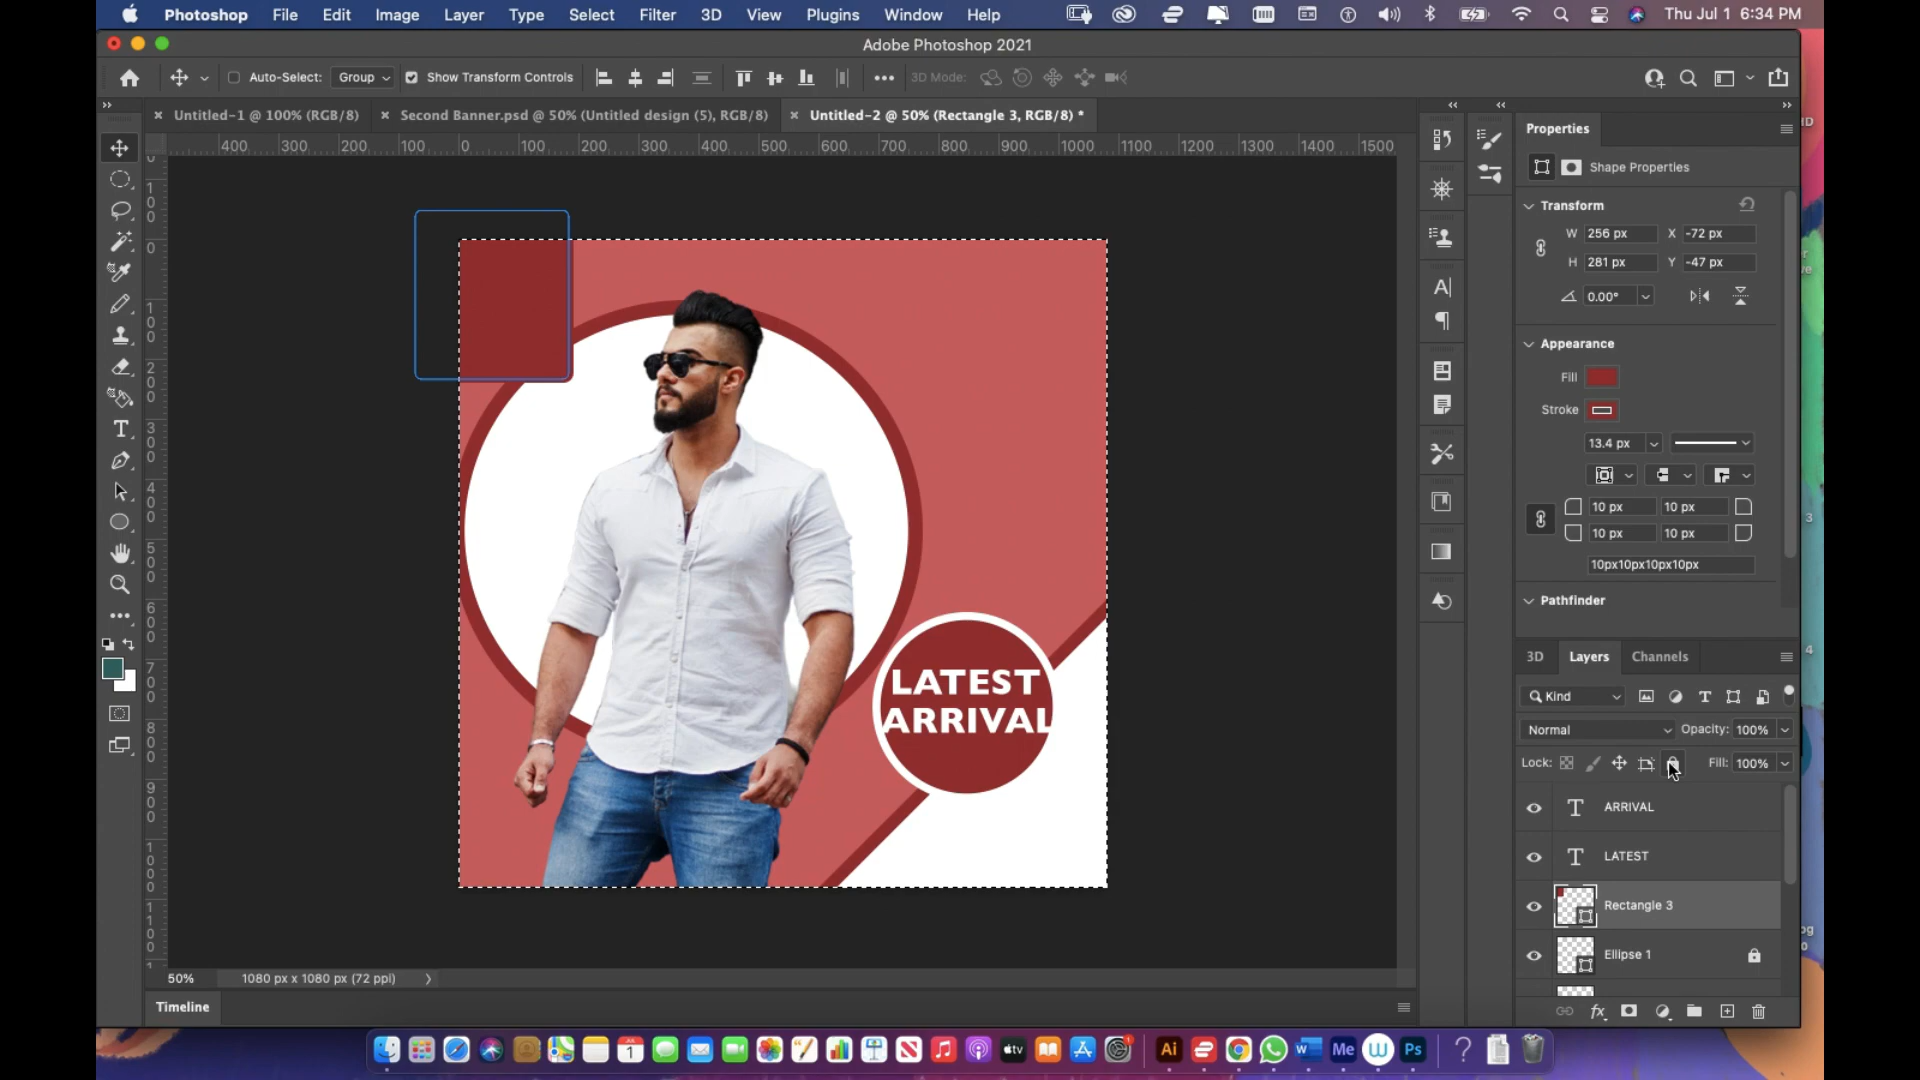 Photoshop File Edit Image Layer Type Select Filter 3D View Plugins Window Help Thu Jul 1 6:34 PM
Adobe Photoshop 2021
Auto-Select: Group Show Transform Controls 3D Mode:
Untitled-1 @ 100% (RGB/8) Second Banner.psd @ 50% (Untitled design (5), RGB/8) Untitled-2 @ 50% (Rectangle 3, RGB/8) *
400 300 200 100 0 100 200 300 400 500 600 700 800 900 1000 1100 1200 1300 1400 1500
Properties
Shape Properties
Transform
W 256 px X -72 px
H 281 px Y -47 px
0.00°
Appearance
Fill
Stroke
13.4 px
10 px 10 px
10 px 10 px
10px10px10px10px
Pathfinder
3D Layers Channels
Kind
Normal Opacity: 100%
Lock: Fill: 100%
ARRIVAL
LATEST
Rectangle 3
Ellipse 1
LATEST
ARRIVAL
50% 1080 px x 1080 px (72 ppi)
Timeline